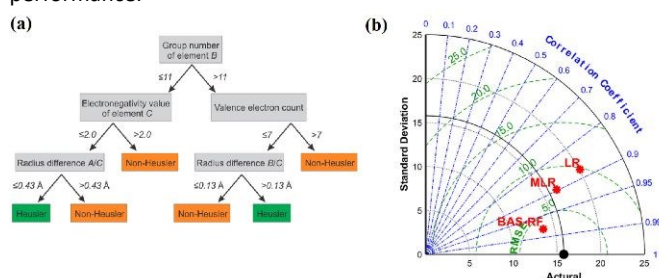 performance.
(a)
Group number
of element B
≤11
>11
Electronegativity value
of element C
Valence electron count
≤2.0
>2.0
≤7
>7
Radius difference A/C
Non-Heusler
Radius difference B/C
Non-Heusler
≤0.43 Å
>0.43 Å
≤0.13 Å
>0.13 Å
Heusler
Non-Heusler
Non-Heusler
Heusler
(b)
0
0.1
0.2
0.3
0.4
0.5
0.6
0.7
0.8
0.9
0.95
0.99
1
Correlation Coefficient
25
20
15
10
5
0
Standard Deviation
25.0
20.0
15.0
10.0
5.0
RMSE
LR
MLR
BAS-RF
0
5
10
15
20
25
Actural